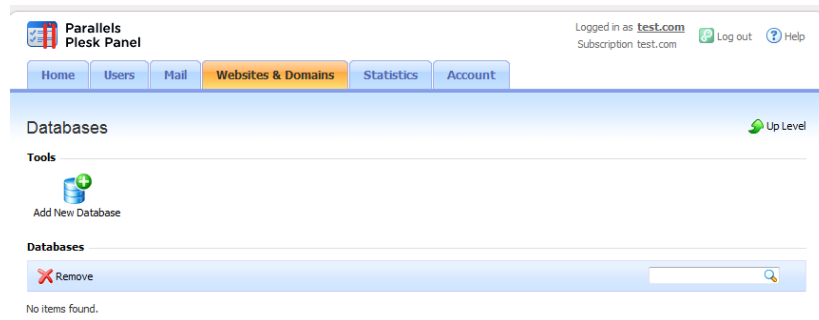 Parallels
Plesk Panel
Logged in as test.com
Subscription test.com
Log out
Help
Home Users Mail Websites & Domains Statistics Account
Databases
Up Level
Tools
Add New Database
Databases
Remove
No items found.